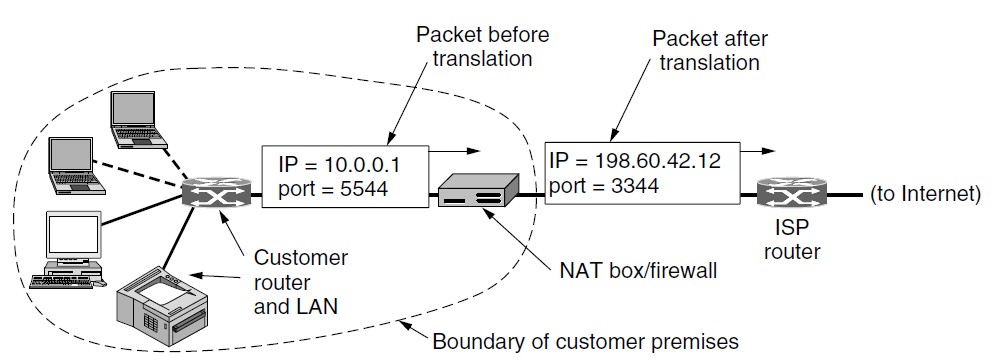 Packet before
translation
Packet after
translation
IP = 10.0.0.1
port = 5544
IP = 198.60.42.12
port = 3344
(to Internet)
ISP
router
Customer
router
and LAN
NAT box/firewall
Boundary of customer premises